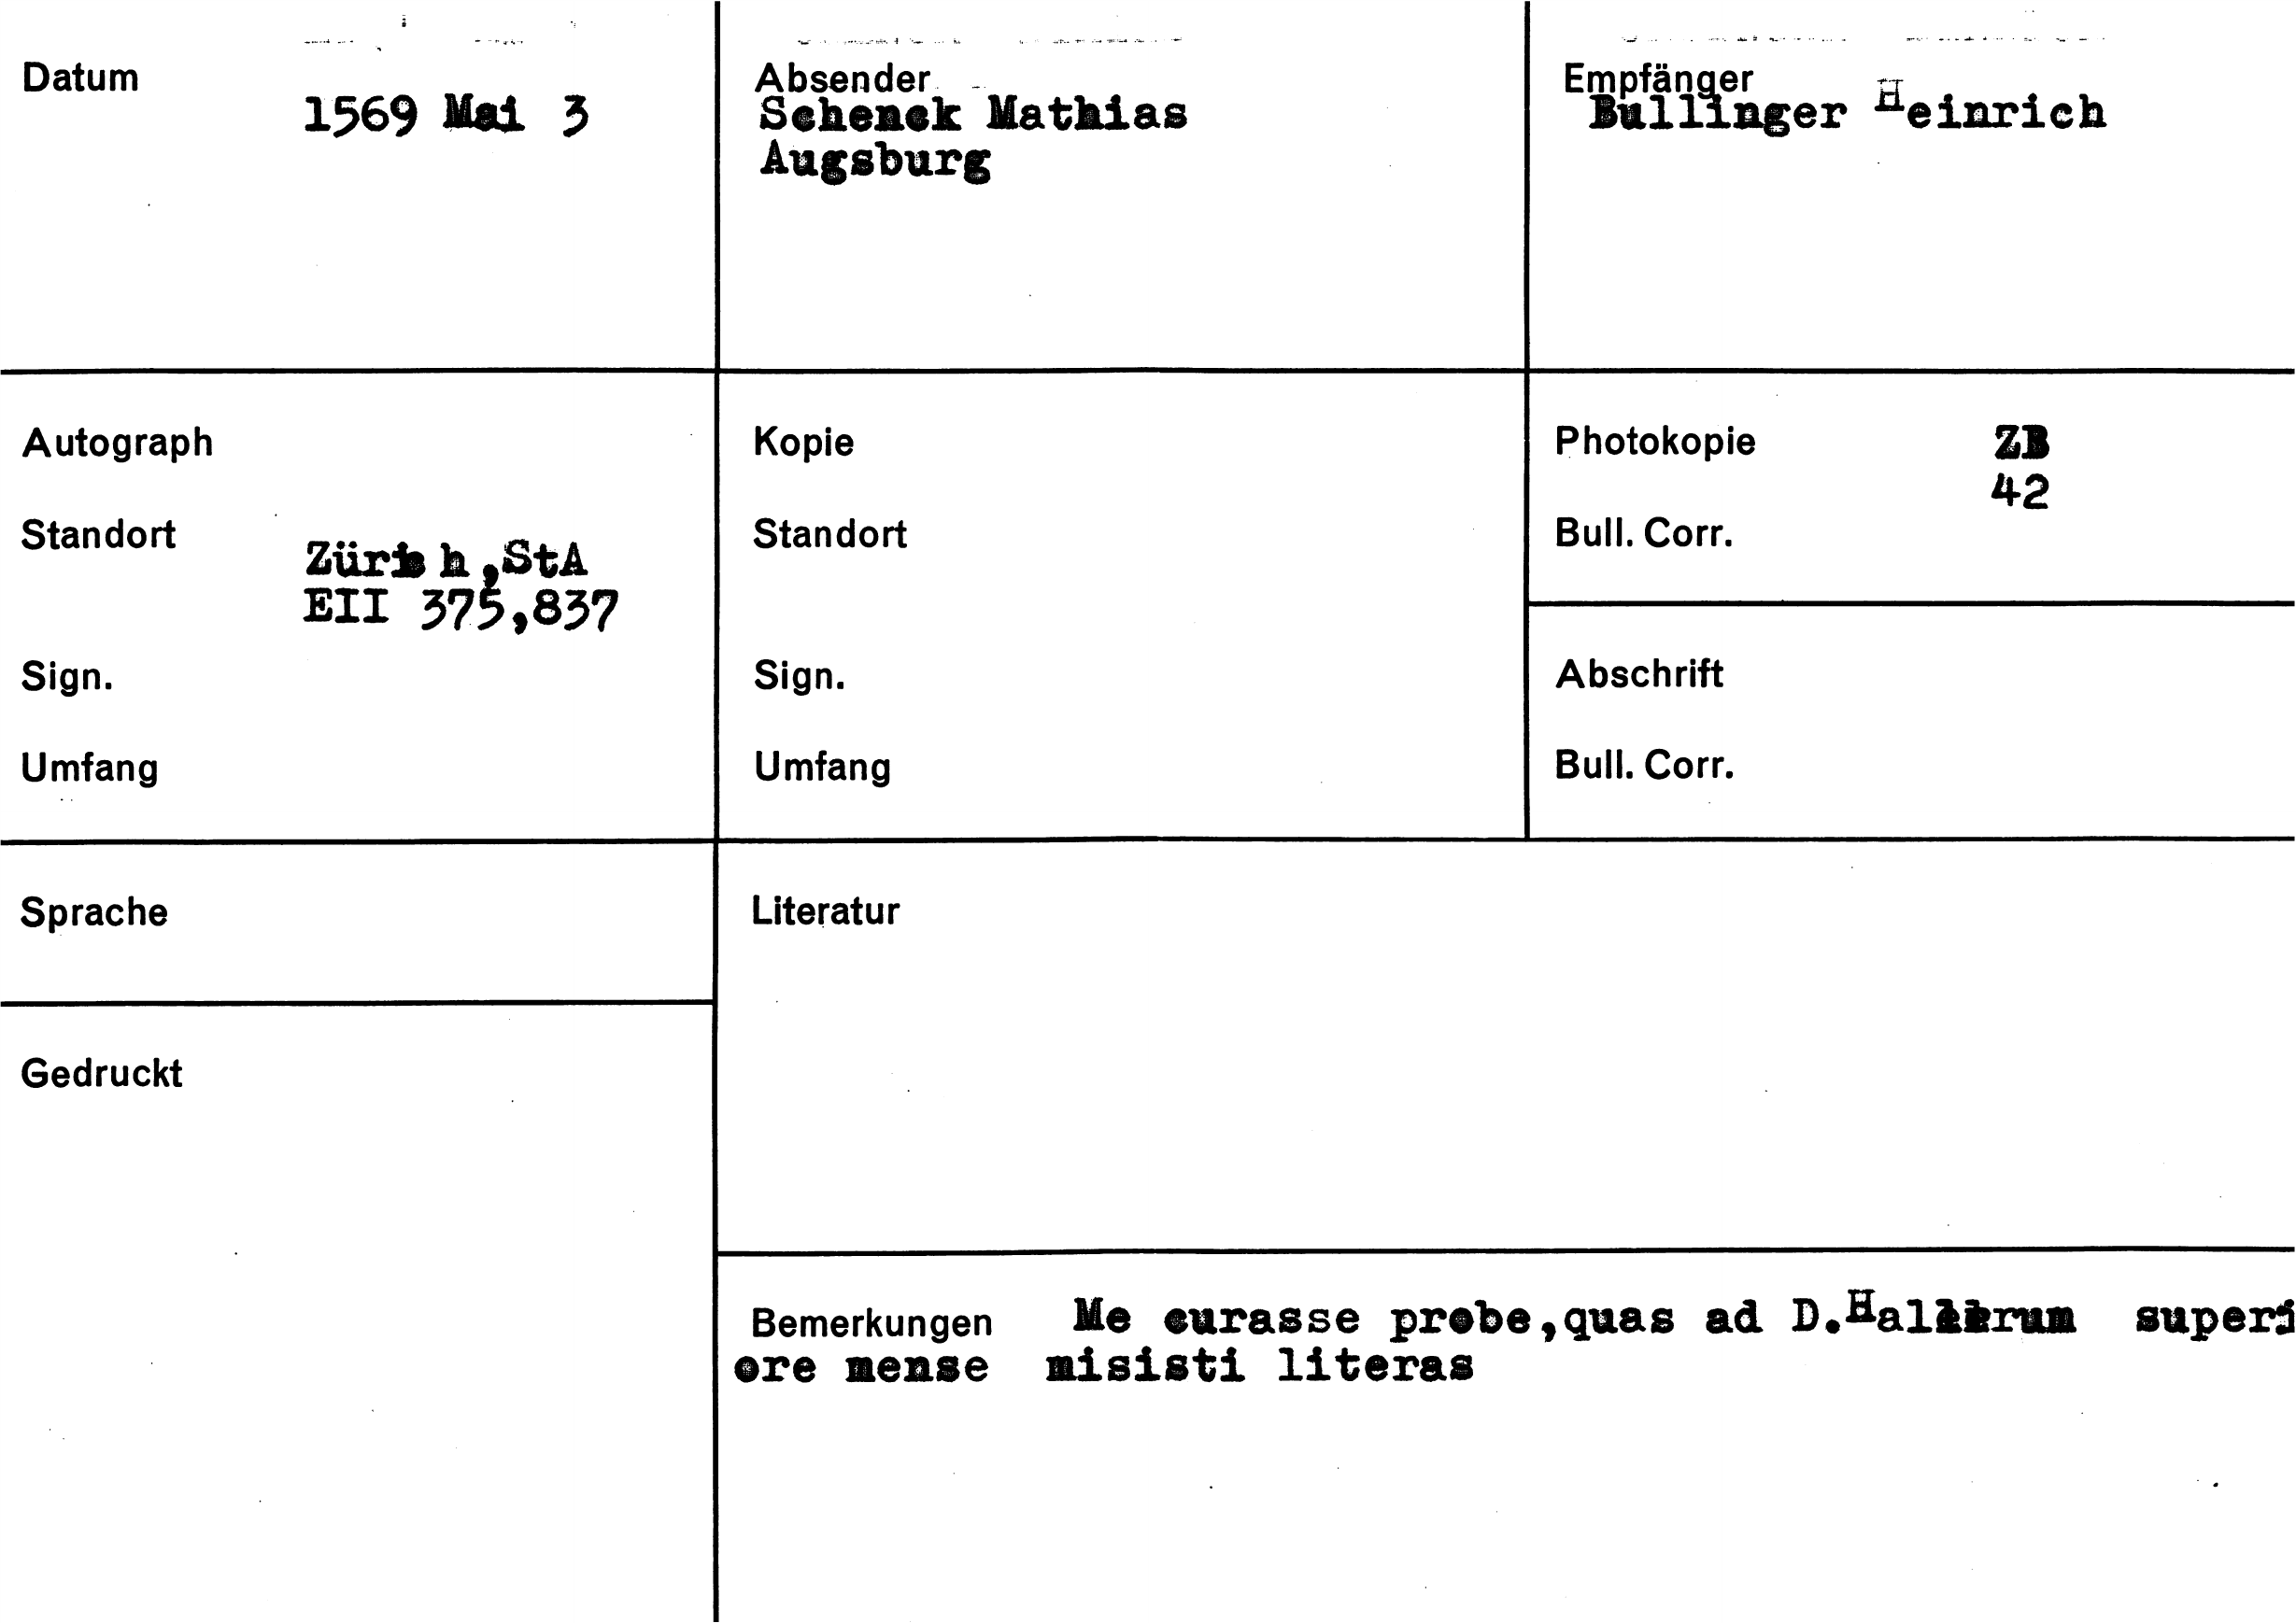 Datum
1569 Mai 3
Absender
Schenck Mathias
Augsburg
Empfänger
Bullinger Heinrich
Autograph
Standort
Zürich,StA
EII 375,837
Sign.
Umfang
Kopie
Standort
Sign.
Umfang
Photokopie ZB
42
Bull. Corr.
Abschrift
Bull. Corr.
Sprache
Gedruckt
Literatur
Bemerkungen Me curasse probe,quas ad D.Hallerum superi
ore mense misisti literas